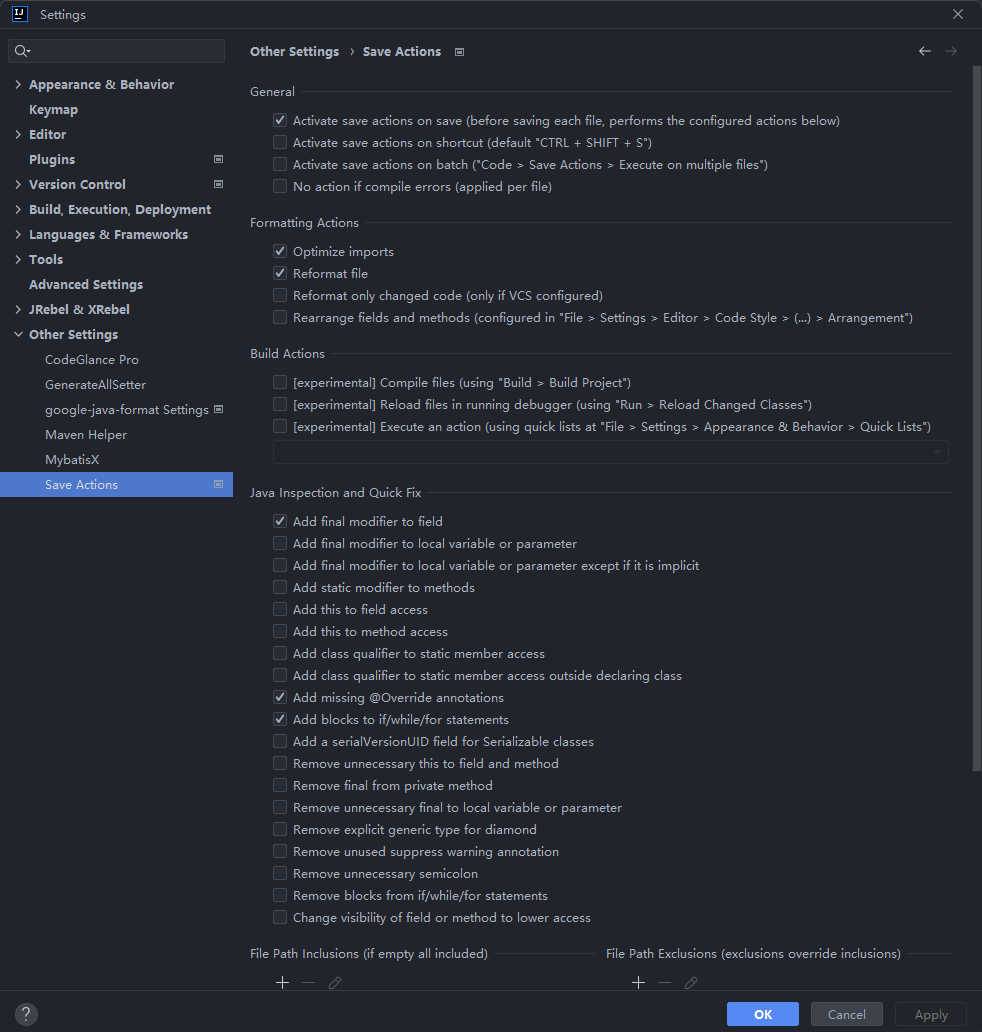 Settings
Other Settings › Save Actions
Appearance & Behavior
Keymap
Editor
Plugins
Version Control
Build, Execution, Deployment
Languages & Frameworks
Tools
Advanced Settings
JRebel & XRebel
Other Settings
CodeGlance Pro
GenerateAllSetter
google-java-format Settings
Maven Helper
MybatisX
Save Actions
General
Activate save actions on save (before saving each file, performs the configured actions below)
Activate save actions on shortcut (default "CTRL + SHIFT + S")
Activate save actions on batch ("Code > Save Actions > Execute on multiple files")
No action if compile errors (applied per file)
Formatting Actions
Optimize imports
Reformat file
Reformat only changed code (only if VCS configured)
Rearrange fields and methods (configured in "File > Settings > Editor > Code Style > (...) > Arrangement")
Build Actions
[experimental] Compile files (using "Build > Build Project")
[experimental] Reload files in running debugger (using "Run > Reload Changed Classes")
[experimental] Execute an action (using quick lists at "File > Settings > Appearance & Behavior > Quick Lists")
Java Inspection and Quick Fix
Add final modifier to field
Add final modifier to local variable or parameter
Add final modifier to local variable or parameter except if it is implicit
Add static modifier to methods
Add this to field access
Add this to method access
Add class qualifier to static member access
Add class qualifier to static member access outside declaring class
Add missing @Override annotations
Add blocks to if/while/for statements
Add a serialVersionUID field for Serializable classes
Remove unnecessary this to field and method
Remove final from private method
Remove unnecessary final to local variable or parameter
Remove explicit generic type for diamond
Remove unused suppress warning annotation
Remove unnecessary semicolon
Remove blocks from if/while/for statements
Change visibility of field or method to lower access
File Path Inclusions (if empty all included)
File Path Exclusions (exclusions override inclusions)
?
OK
Cancel
Apply